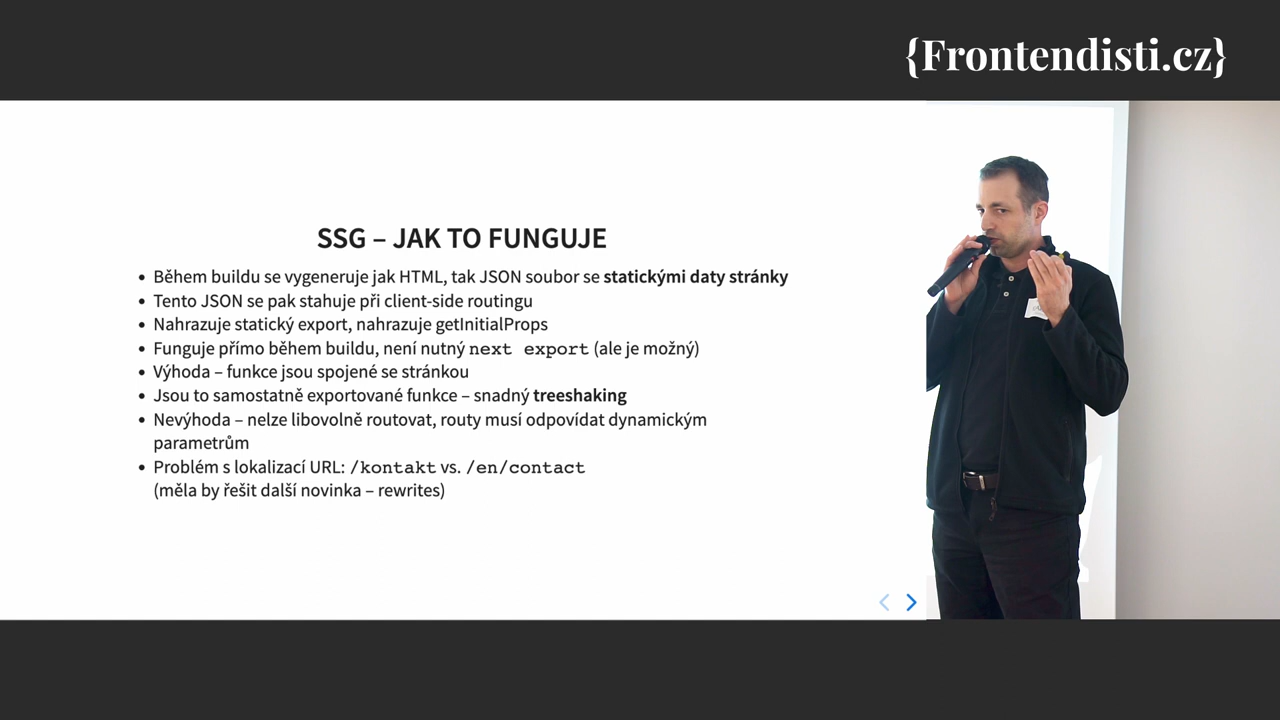 {Frontendisti.cz}
SSG – JAK TO FUNGUJE
• Během buildu se vygeneruje jak HTML, tak JSON soubor se statickými daty stránky
• Tento JSON se pak stahuje při client-side routingu
• Nahrazuje statický export, nahrazuje getInitialProps
• Funguje přímo během buildu, není nutný next export (ale je možný)
• Výhoda – funkce jsou spojené se stránkou
• Jsou to samostatně exportované funkce – snadný treeshaking
• Nevýhoda – nelze libovolně routovat, routy musí odpovídat dynamickým
parametrům
• Problém s lokalizací URL: /kontakt vs. /en/contact
(měla by řešit další novinka – rewrites)